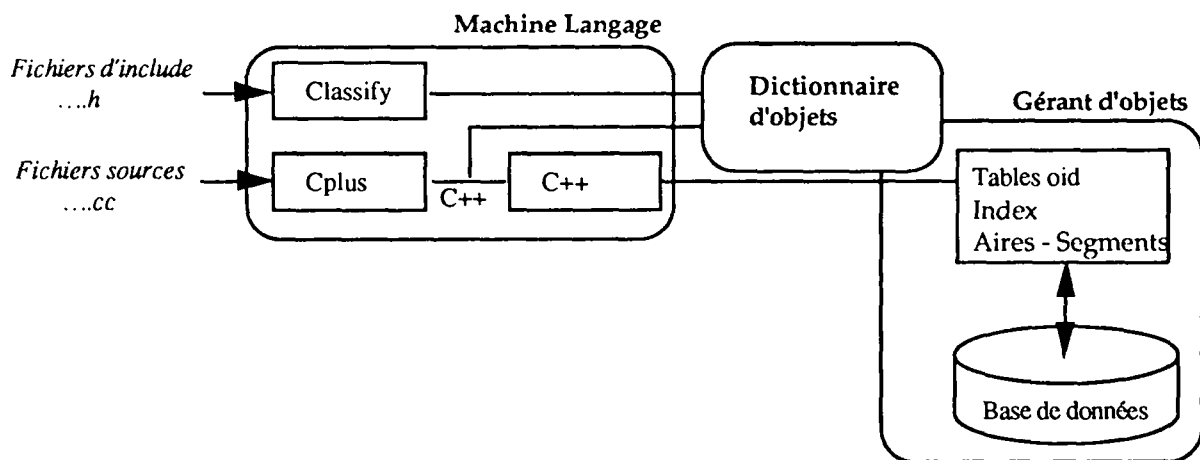 Machine Langage
Fichiers d'include
....h
Classify
Dictionnaire
d'objets
Gérant d'objets
Fichiers sources
....cc
Cplus
C++
C++
Tables oid
Index
Aires - Segments
Base de données